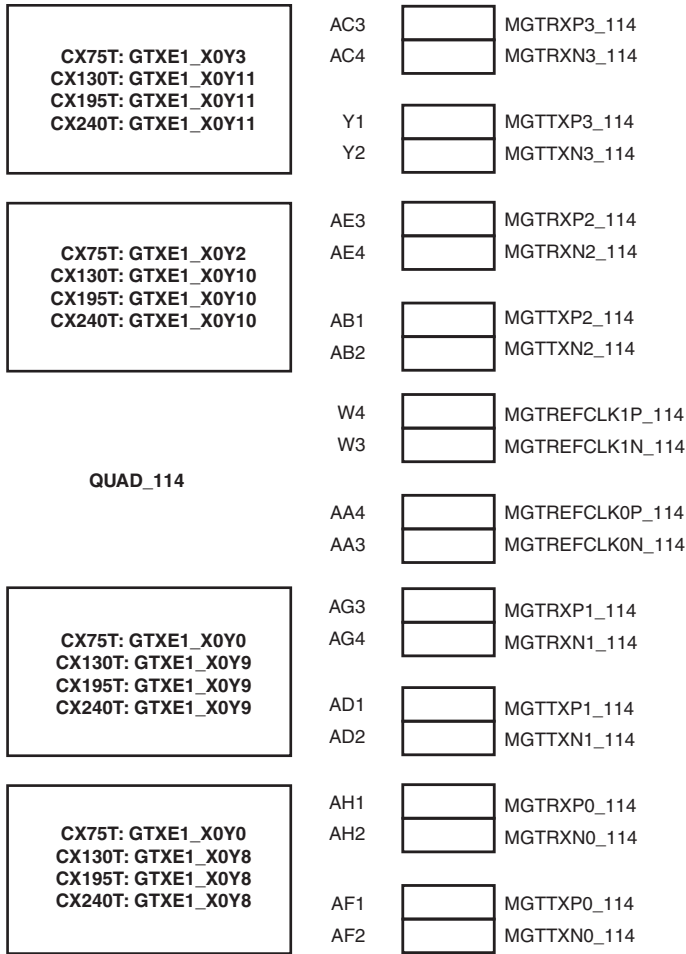 CX75T: GTXE1_X0Y3
CX130T: GTXE1_X0Y11
CX195T: GTXE1_X0Y11
CX240T: GTXE1_X0Y11
AC3 MGTRXP3_114
AC4 MGTRXN3_114
Y1 MGTTXP3_114
Y2 MGTTXN3_114
CX75T: GTXE1_X0Y2
CX130T: GTXE1_X0Y10
CX195T: GTXE1_X0Y10
CX240T: GTXE1_X0Y10
AE3 MGTRXP2_114
AE4 MGTRXN2_114
AB1 MGTTXP2_114
AB2 MGTTXN2_114
QUAD_114
W4 MGTREFCLK1P_114
W3 MGTREFCLK1N_114
AA4 MGTREFCLK0P_114
AA3 MGTREFCLK0N_114
CX75T: GTXE1_X0Y0
CX130T: GTXE1_X0Y9
CX195T: GTXE1_X0Y9
CX240T: GTXE1_X0Y9
AG3 MGTRXP1_114
AG4 MGTRXN1_114
AD1 MGTTXP1_114
AD2 MGTTXN1_114
CX75T: GTXE1_X0Y0
CX130T: GTXE1_X0Y8
CX195T: GTXE1_X0Y8
CX240T: GTXE1_X0Y8
AH1 MGTRXP0_114
AH2 MGTRXN0_114
AF1 MGTTXP0_114
AF2 MGTTXN0_114